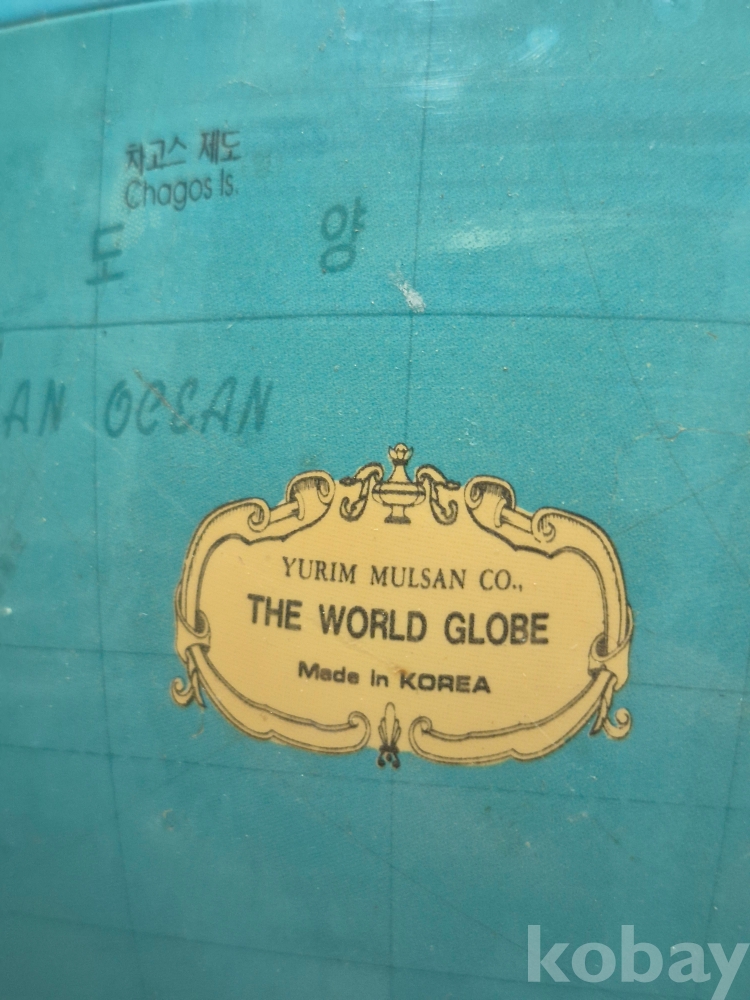 차고스 제도
Chagos Is.
도 양
AN OCEAN
YURIM MULSAN CO.,
THE WORLD GLOBE
Made In KOREA
kobay